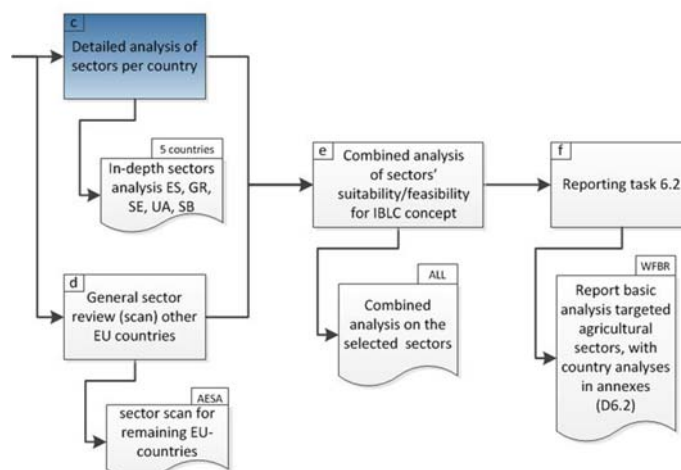 c
Detailed analysis of
sectors per country
5 countries
In-depth sectors
analysis ES, GR,
SE, UA, SB
d
General sector
review (scan) other
EU countries
AESA
sector scan for
remaining EU-
countries
e
Combined analysis
of sectors'
suitability/feasibility
for IBLC concept
ALL
Combined
analysis on the
selected sectors
f
Reporting task 6.2
WFBR
Report basic
analysis targeted
agricultural
sectors, with
country analyses
in annexes
(D6.2)